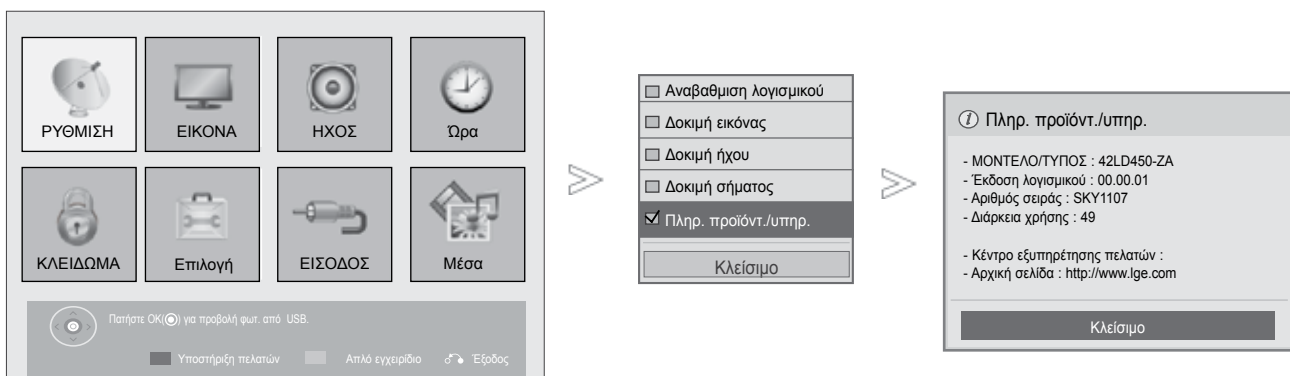 ΡΥΘΜΙΣΗ ΕΙΚΟΝΑ ΗΧΟΣ Ώρα
ΚΛΕΙΔΩΜΑ Επιλογή ΕΙΣΟΔΟΣ Μέσα
Πατήστε OK(◉) για προβολή φωτ. από USB.
Υποστήριξη πελατών Απλό εγχειρίδιο Έξοδος
Αναβαθμιση λογισμικού
Δοκιμή εικόνας
Δοκιμή ήχου
Δοκιμή σήματος
Πληρ. προϊόντ./υπηρ.
Κλείσιμο
Πληρ. προϊόντ./υπηρ.
- ΜΟΝΤΕΛΟ/ΤΥΠΟΣ : 42LD450-ZA
- Έκδοση λογισμικού : 00.00.01
- Αριθμός σειράς : SKY1107
- Διάρκεια χρήσης : 49
- Κέντρο εξυπηρέτησης πελατών :
- Αρχική σελίδα : http://www.lge.com
Κλείσιμο